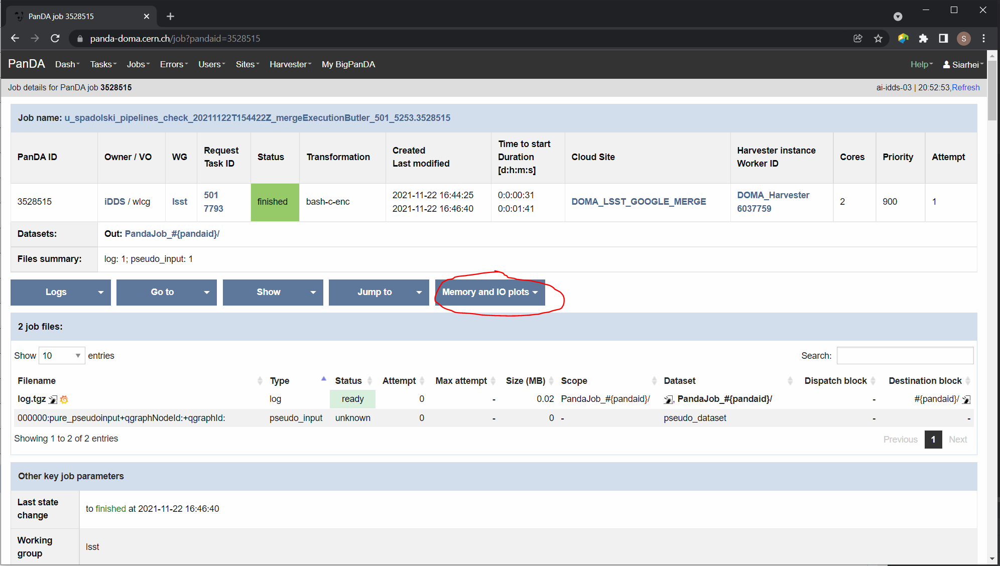 PanDA job 3528515
panda-doma.cern.ch/job?pandaid=3528515
S
PanDA Dash Tasks Jobs Errors Users Sites Harvester My BigPanDA Help Siarhei
Job details for PanDA job 3528515 ai-idds-03 | 20:52:53, Refresh
Job name: u_spadolski_pipelines_check_20211122T154422Z_mergeExecutionButler_501_5253.3528515
PanDA ID Owner / VO WG Request Task ID Status Transformation Created Last modified Time to start Duration [d:h:m:s] Cloud Site Harvester instance Worker ID Cores Priority Attempt
3528515 iDDS / wlcg lsst 501 7793 finished bash-c-enc 2021-11-22 16:44:25 2021-11-22 16:46:40 0:0:00:31 0:0:01:41 DOMA_LSST_GOOGLE_MERGE DOMA_Harvester 6037759 2 900 1
Datasets: Out: PandaJob_#{pandaid}/
Files summary: log: 1; pseudo_input: 1
Logs Go to Show Jump to Memory and IO plots
2 job files:
Show 10 entries Search:
Filename Type Status Attempt Max attempt Size (MB) Scope Dataset Dispatch block Destination block
log.tgz log ready 0 - 0.02 PandaJob_#{pandaid}/ , PandaJob_#{pandaid}/ - #{pandaid}/
000000:pure_pseudoinput+qgraphNodeId:+qgraphId: pseudo_input unknown 0 - 0 - pseudo_dataset - -
Showing 1 to 2 of 2 entries Previous 1 Next
Other key job parameters
Last state change to finished at 2021-11-22 16:46:40
Working group lsst